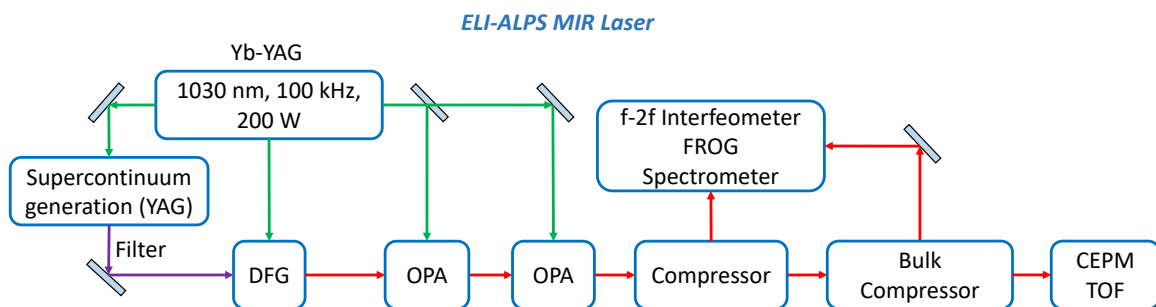 ELI-ALPS MIR Laser
Yb-YAG
1030 nm, 100 kHz,
200 W
f-2f Interfeometer
FROG
Spectrometer
Supercontinuum
generation (YAG)
Filter
DFG
OPA
OPA
Compressor
Bulk
Compressor
CEPM
TOF